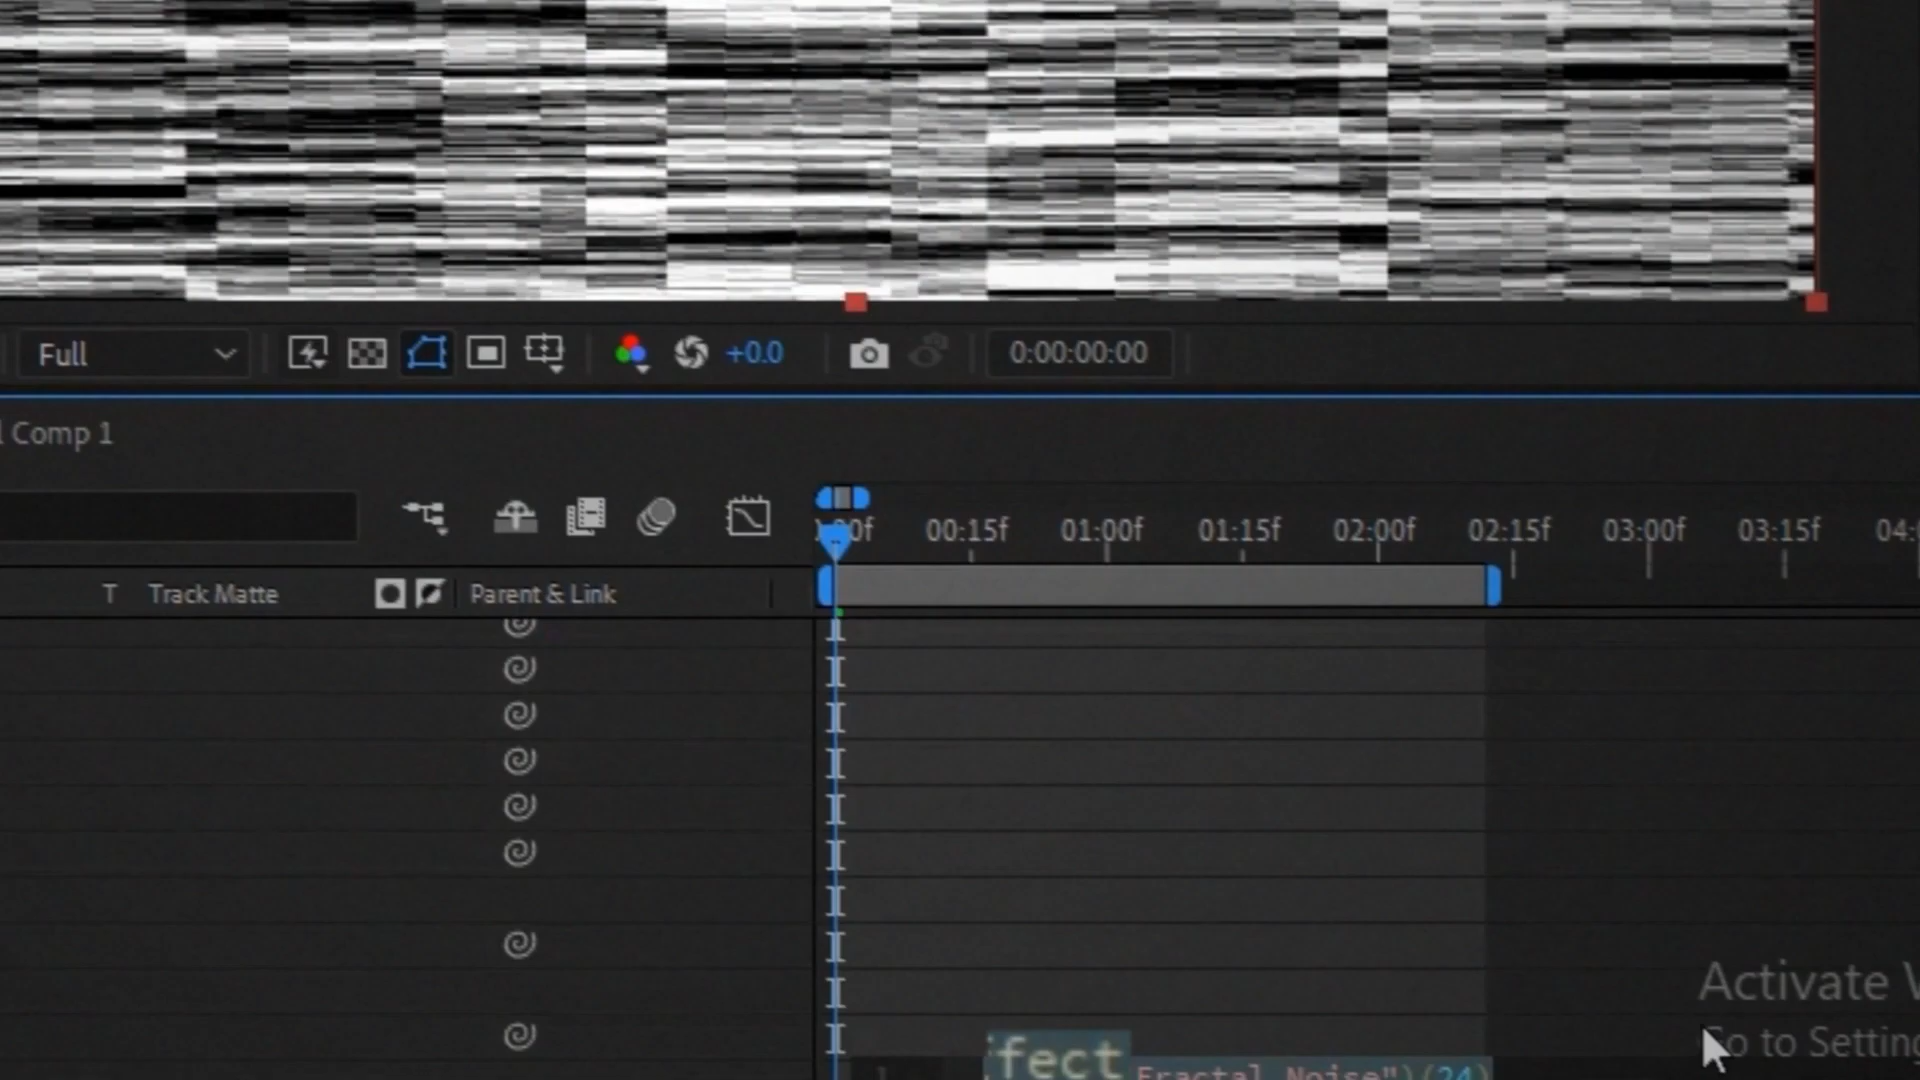 Full
+0.0
0:00:00:00
Comp 1
00:15f
01:00f
01:15f
02:00f
02:15f
03:00f
03:15f
T
Track Matte
Parent & Link
Activate
to Setting
Fractal Noise")(24)